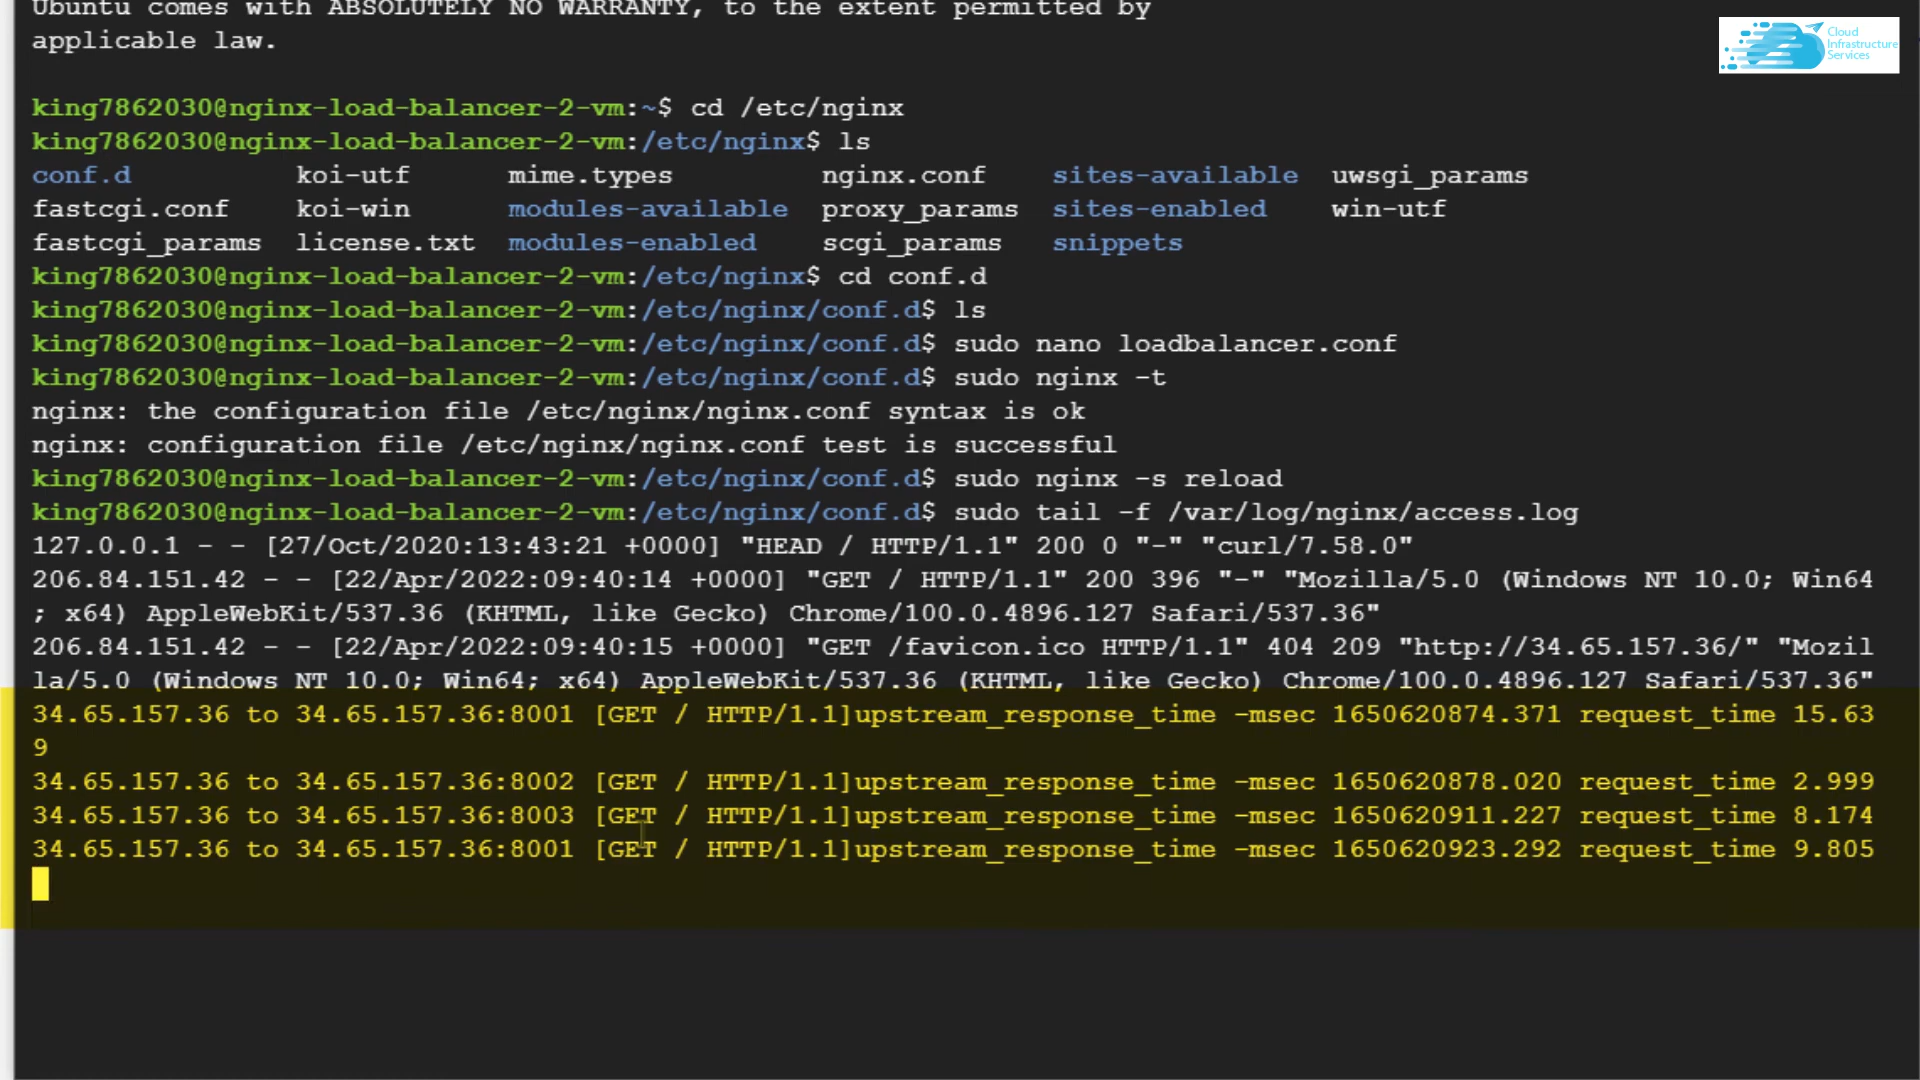 Ubuntu comes with ABSOLUTELY NO WARRANTY, to the extent permitted by
applicable law.
Cloud
Infrastructure
Services
king7862030@nginx-load-balancer-2-vm:~$ cd /etc/nginx
king7862030@nginx-load-balancer-2-vm:/etc/nginx$ ls
conf.d koi-utf mime.types nginx.conf sites-available uwsgi_params
fastcgi.conf koi-win modules-available proxy_params sites-enabled win-utf
fastcgi_params license.txt modules-enabled scgi_params snippets
king7862030@nginx-load-balancer-2-vm:/etc/nginx$ cd conf.d
king7862030@nginx-load-balancer-2-vm:/etc/nginx/conf.d$ ls
king7862030@nginx-load-balancer-2-vm:/etc/nginx/conf.d$ sudo nano loadbalancer.conf
king7862030@nginx-load-balancer-2-vm:/etc/nginx/conf.d$ sudo nginx -t
nginx: the configuration file /etc/nginx/nginx.conf syntax is ok
nginx: configuration file /etc/nginx/nginx.conf test is successful
king7862030@nginx-load-balancer-2-vm:/etc/nginx/conf.d$ sudo nginx -s reload
king7862030@nginx-load-balancer-2-vm:/etc/nginx/conf.d$ sudo tail -f /var/log/nginx/access.log
127.0.0.1 - - [27/Oct/2020:13:43:21 +0000] "HEAD / HTTP/1.1" 200 0 "-" "curl/7.58.0"
206.84.151.42 - - [22/Apr/2022:09:40:14 +0000] "GET / HTTP/1.1" 200 396 "-" "Mozilla/5.0 (Windows NT 10.0; Win64
; x64) AppleWebKit/537.36 (KHTML, like Gecko) Chrome/100.0.4896.127 Safari/537.36"
206.84.151.42 - - [22/Apr/2022:09:40:15 +0000] "GET /favicon.ico HTTP/1.1" 404 209 "http://34.65.157.36/" "Mozil
la/5.0 (Windows NT 10.0; Win64; x64) AppleWebKit/537.36 (KHTML, like Gecko) Chrome/100.0.4896.127 Safari/537.36"
34.65.157.36 to 34.65.157.36:8001 [GET / HTTP/1.1]upstream_response_time -msec 1650620874.371 request_time 15.63
9
34.65.157.36 to 34.65.157.36:8002 [GET / HTTP/1.1]upstream_response_time -msec 1650620878.020 request_time 2.999
34.65.157.36 to 34.65.157.36:8003 [GET / HTTP/1.1]upstream_response_time -msec 1650620911.227 request_time 8.174
34.65.157.36 to 34.65.157.36:8001 [GET / HTTP/1.1]upstream_response_time -msec 1650620923.292 request_time 9.805